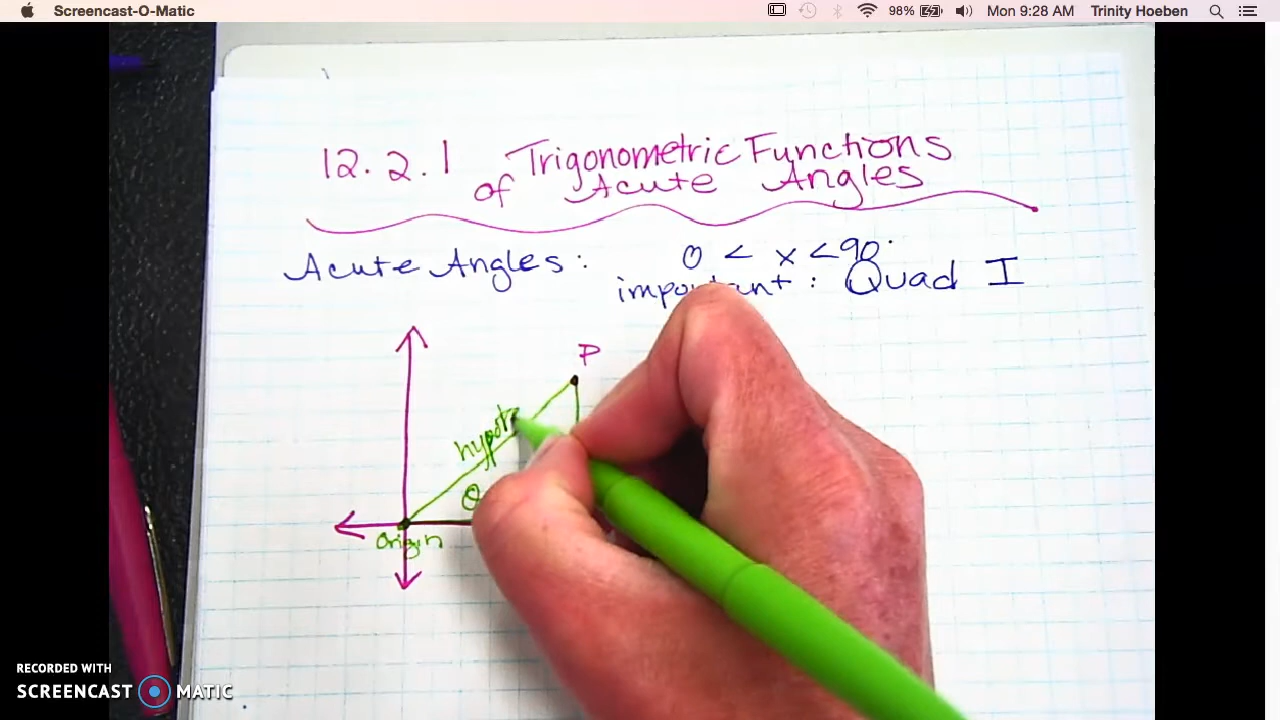 Screencast-O-Matic 98% Mon 9:28 AM Trinity Hoeben
12.2.1 Trigonometric Functions
of Acute Angles
Acute Angles: 0 < x < 90°
important: Quad I
P
hypot
θ
origin
RECORDED WITH
SCREENCAST MATIC